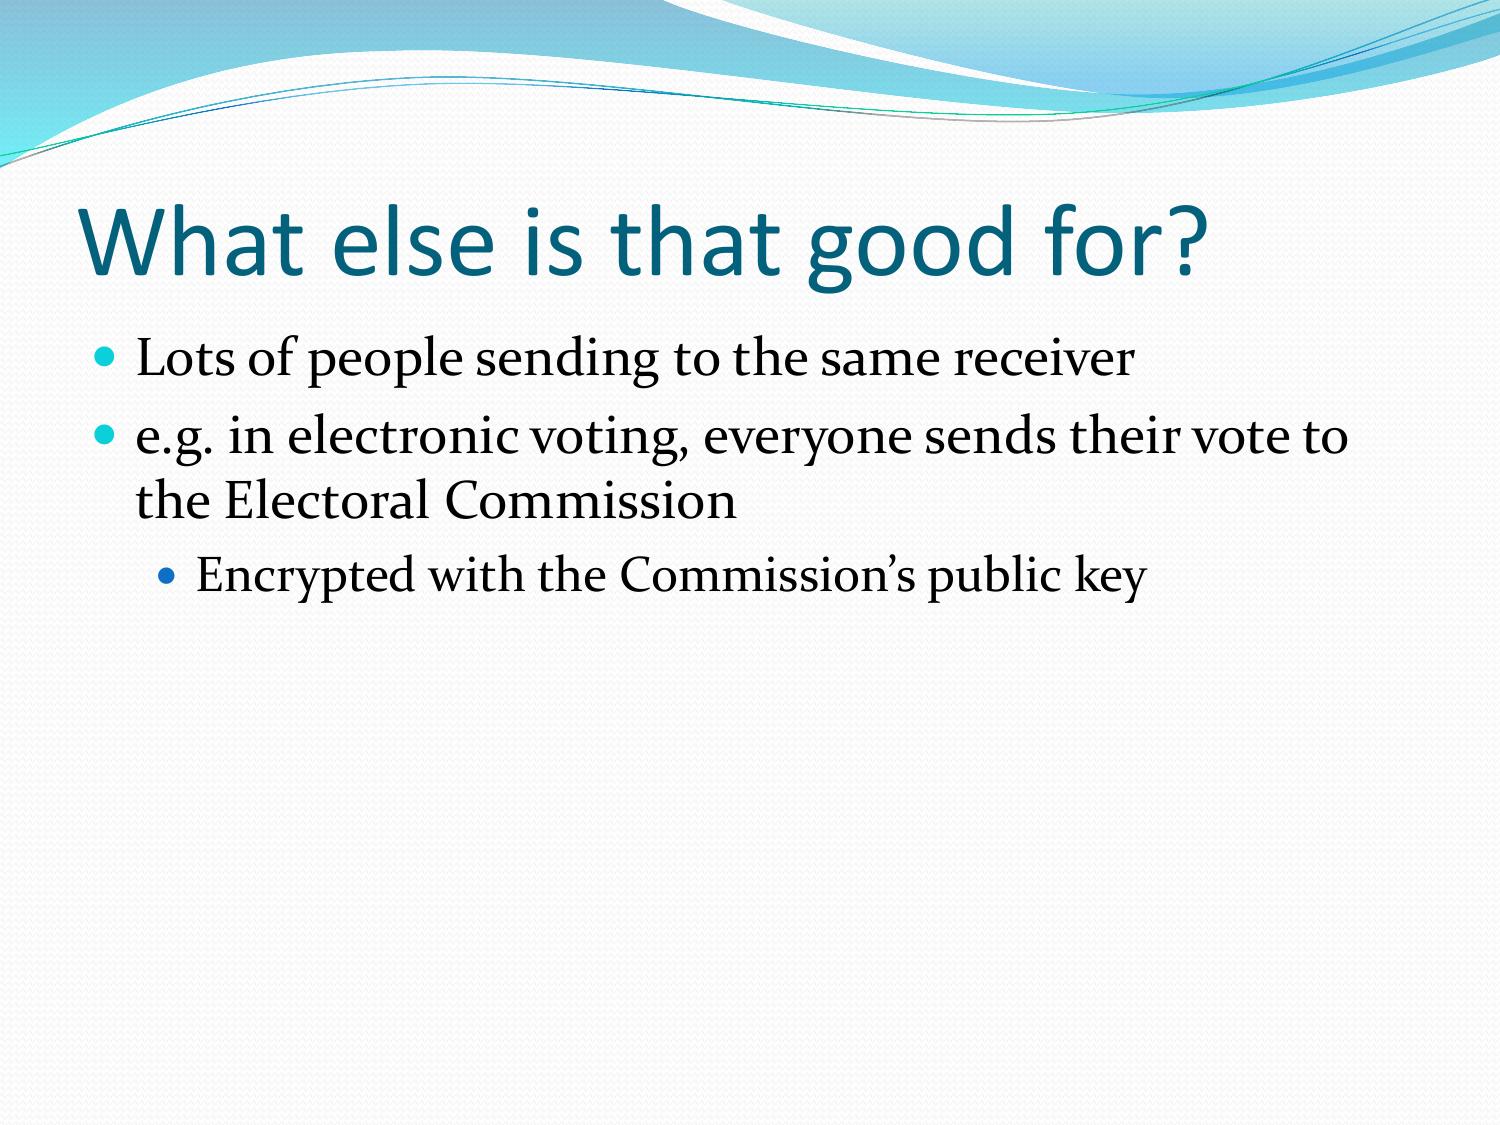 What else is that good for?
Lots of people sending to the same receiver
e.g. in electronic voting, everyone sends their vote to
the Electoral Commission
Encrypted with the Commission’s public key